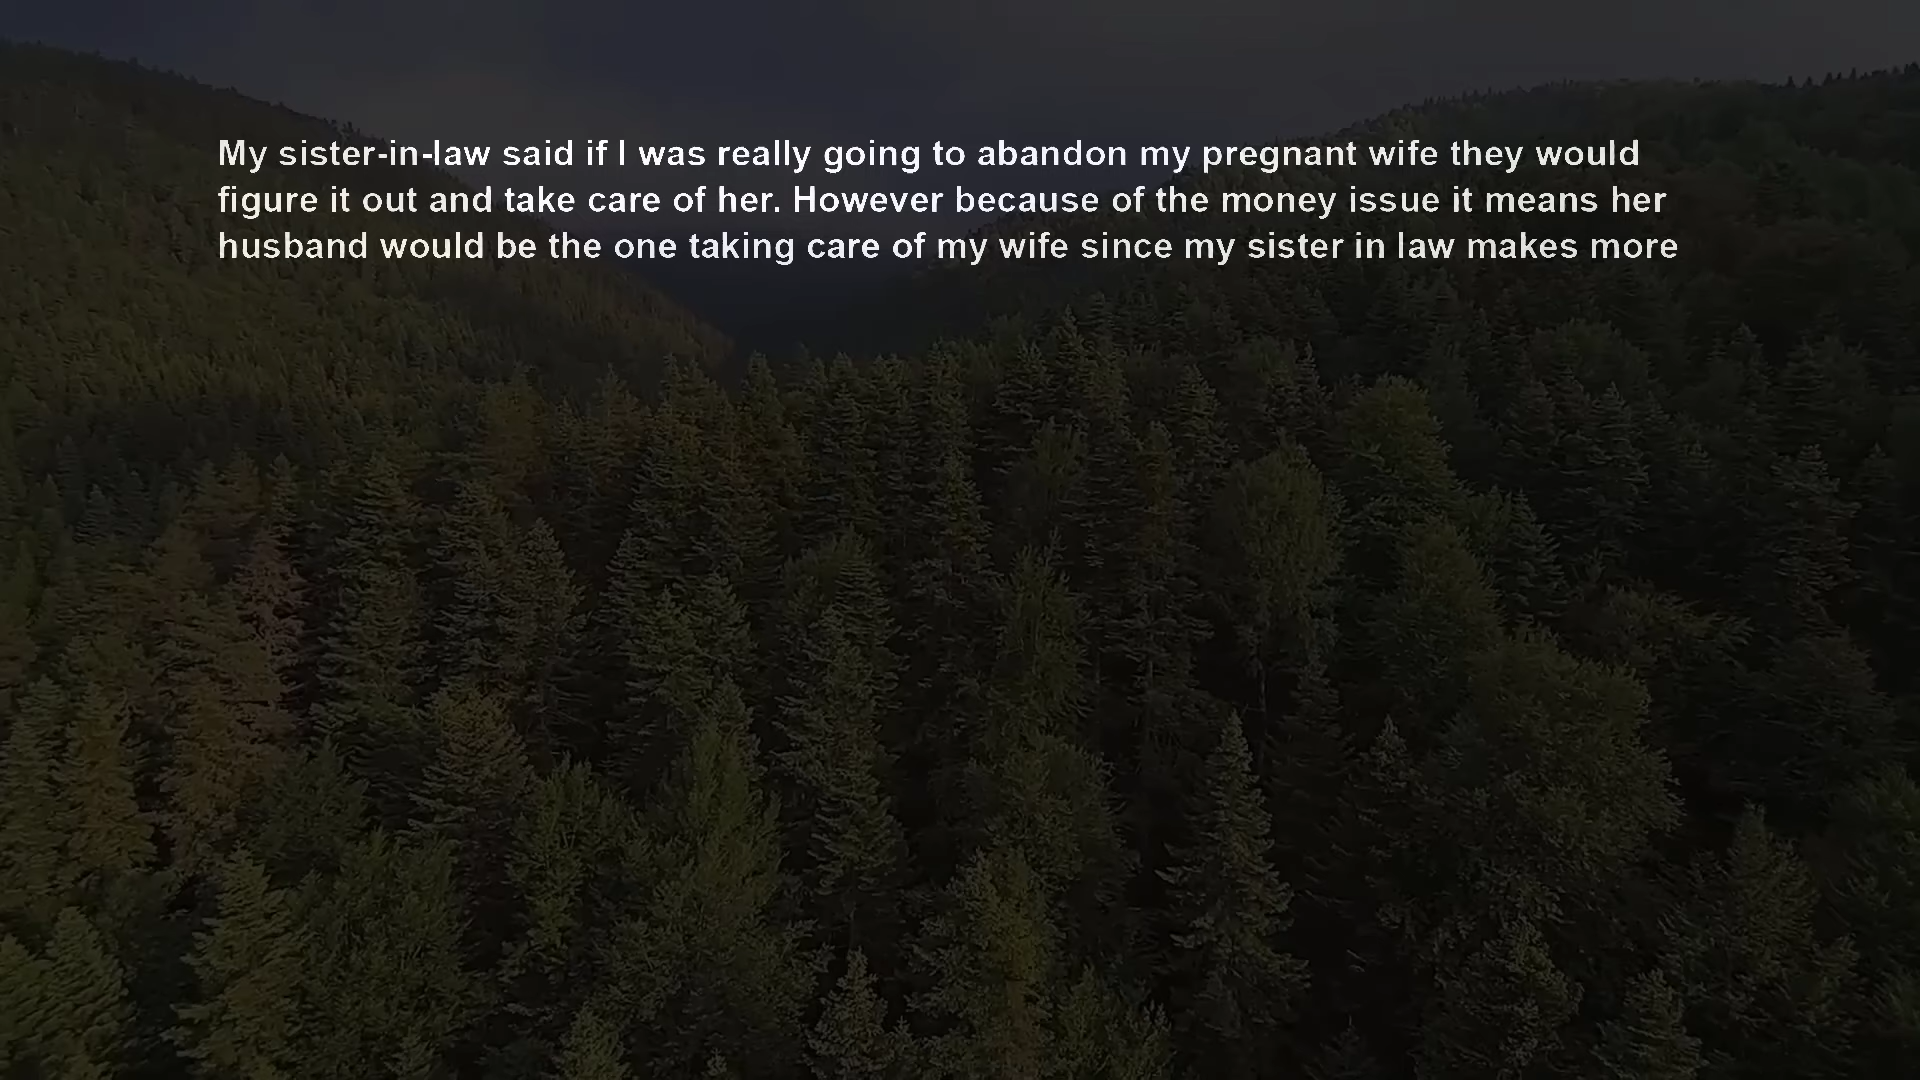 My sister-in-law said if I was really going to abandon my pregnant wife they would
figure it out and take care of her. However because of the money issue it means her
husband would be the one taking care of my wife since my sister in law makes more